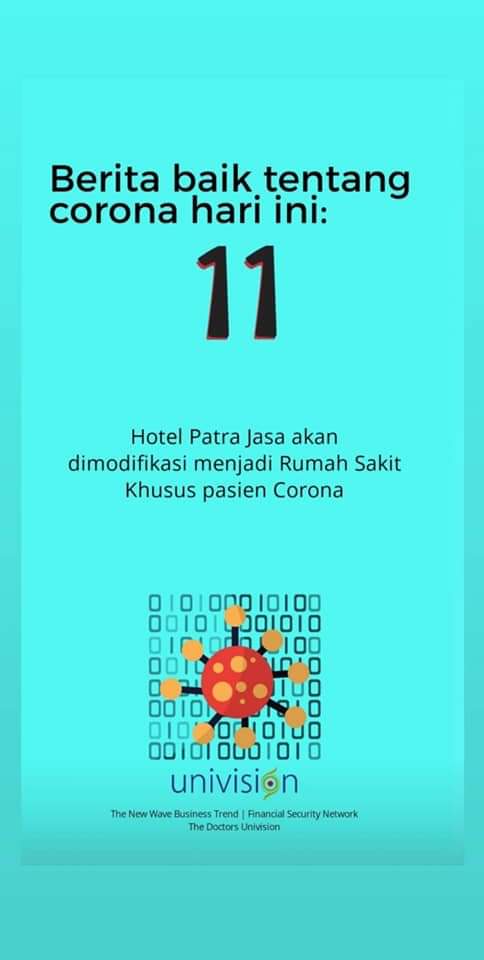 Berita baik tentang
corona hari ini:
11
Hotel Patra Jasa akan
dimodifikasi menjadi Rumah Sakit
Khusus pasien Corona
univision
The New Wave Business Trend | Financial Security Network
The Doctors Univision